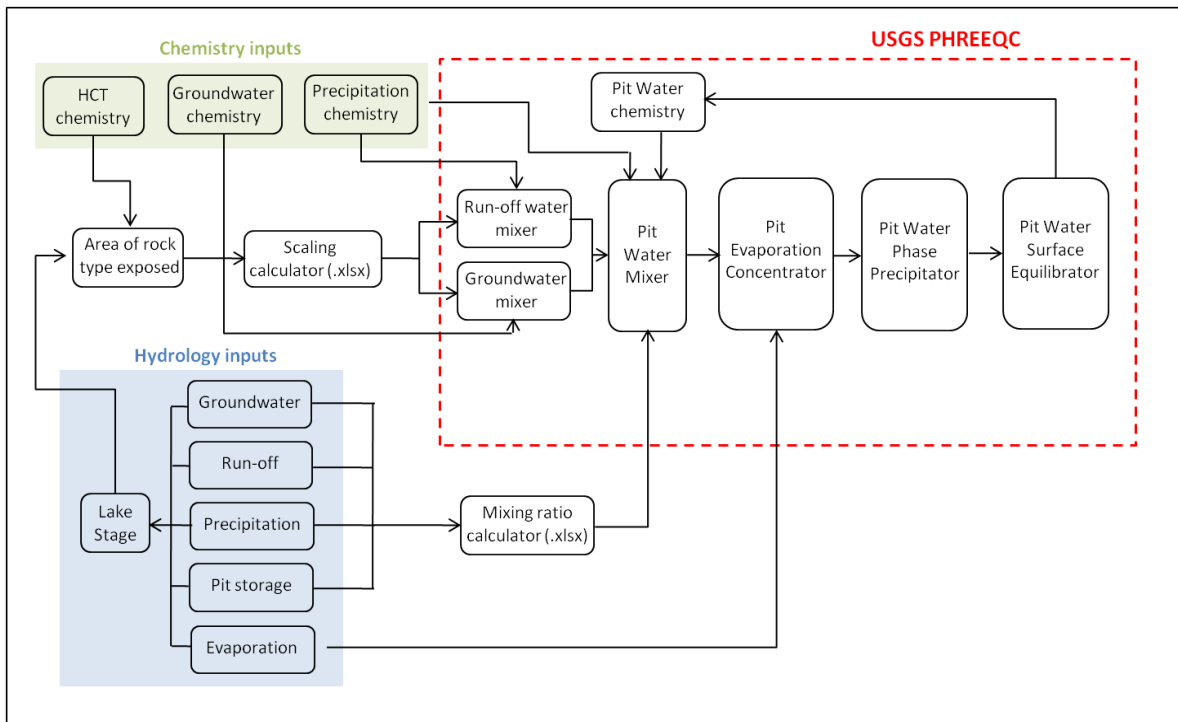 Chemistry inputs
USGS PHREEQC
HCT
chemistry
Groundwater
chemistry
Precipitation
chemistry
Pit Water
chemistry
Area of rock
type exposed
Scaling
calculator (.xlsx)
Run-off water
mixer
Groundwater
mixer
Pit
Water
Mixer
Pit
Evaporation
Concentrator
Pit Water
Phase
Precipitator
Pit Water
Surface
Equilibrator
Hydrology inputs
Groundwater
Run-off
Lake
Stage
Precipitation
Pit storage
Evaporation
Mixing ratio
calculator (.xlsx)